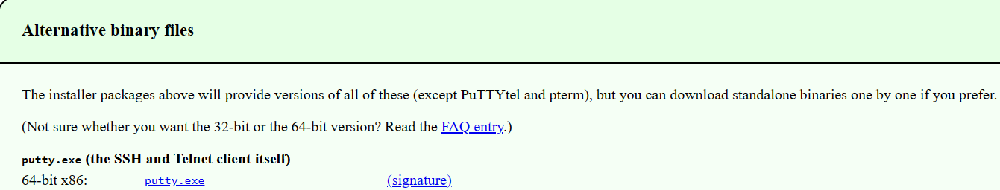 Alternative binary files
The installer packages above will provide versions of all of these (except PuTTYtel and pterm), but you can download standalone binaries one by one if you prefer.
(Not sure whether you want the 32-bit or the 64-bit version? Read the FAQ entry.)
putty.exe (the SSH and Telnet client itself)
64-bit x86: putty.exe (signature)